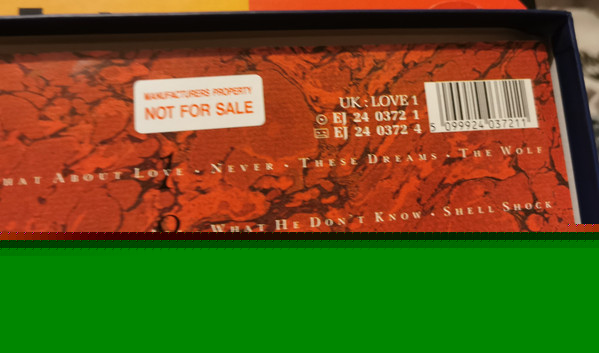 MANUFACTURERS PROPERTY
NOT FOR SALE
UK : LOVE 1
EJ 24 0372 1
EJ 24 0372 4
5 099924 037211
WHAT ABOUT LOVE • NEVER • THESE DREAMS • THE WOLF
WHAT HE DON'T KNOW • SHELL SHOCK